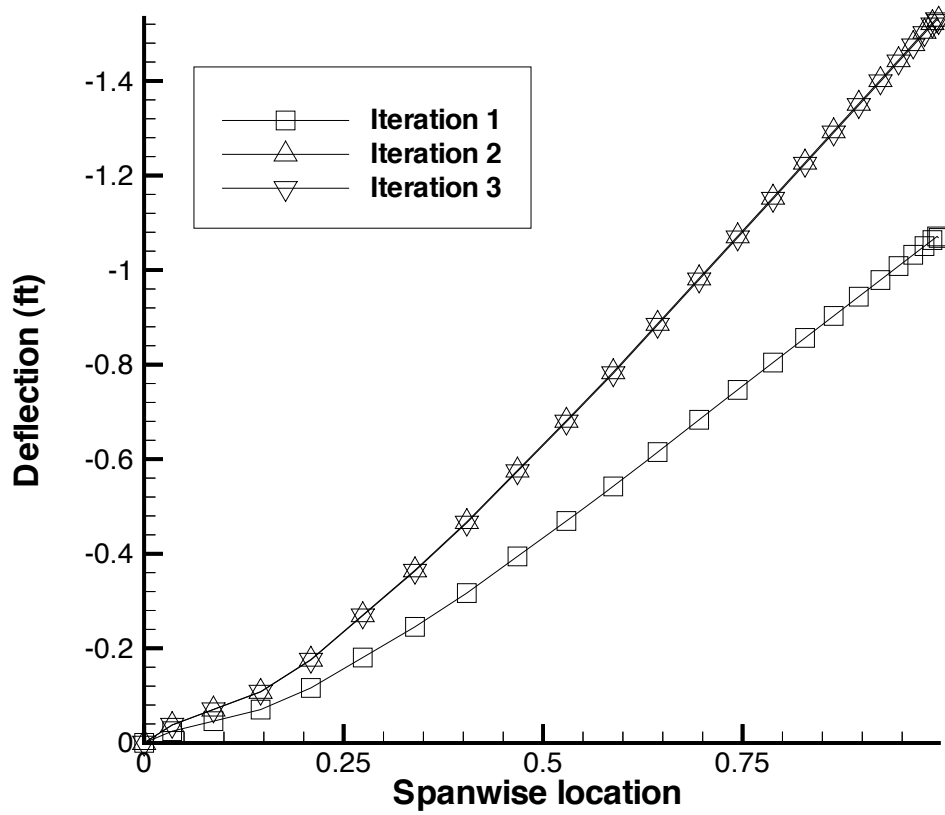 -1.4
-1.2
-1
-0.8
-0.6
-0.4
-0.2
0
Deflection (ft)
Iteration 1
Iteration 2
Iteration 3
0 0.25 0.5 0.75
Spanwise location